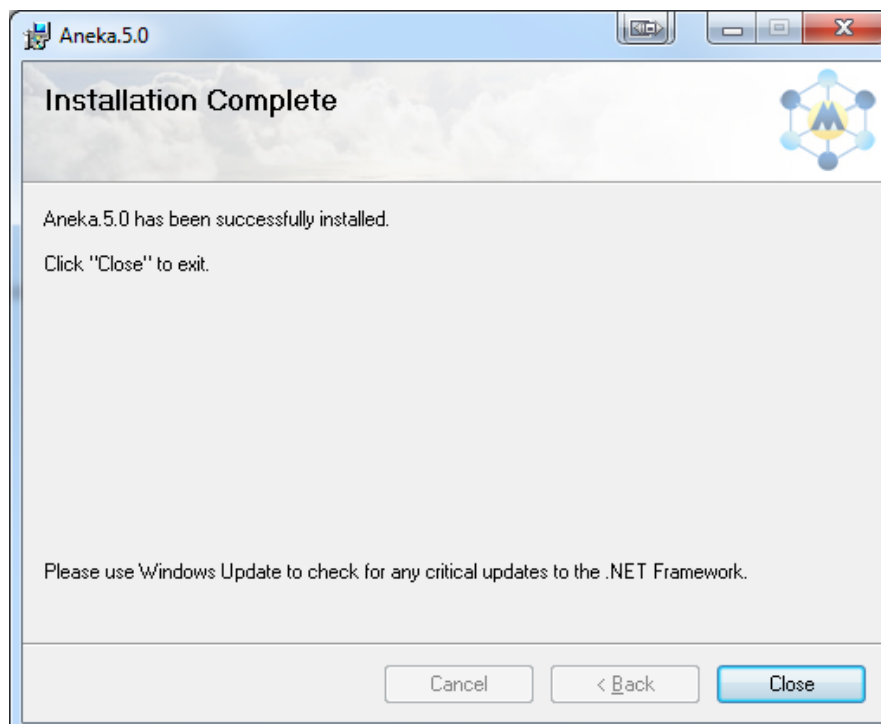 Aneka.5.0
Installation Complete
M
Aneka.5.0 has been successfully installed.
Click "Close" to exit.
Please use Windows Update to check for any critical updates to the .NET Framework.
Cancel
< Back
Close